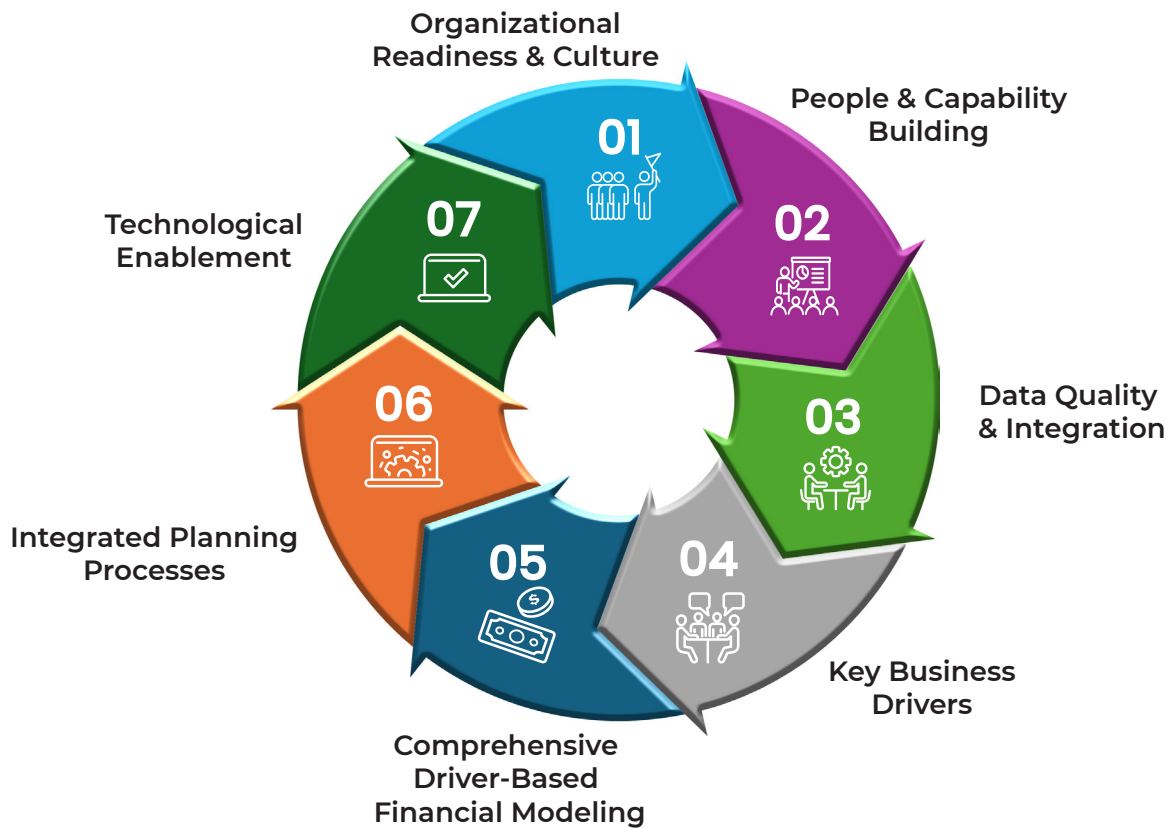 Organizational
Readiness & Culture
01
People & Capability
Building
02
Data Quality
& Integration
03
Key Business
Drivers
04
Comprehensive
Driver-Based
Financial Modeling
05
$
Integrated Planning
Processes
06
Technological
Enablement
07